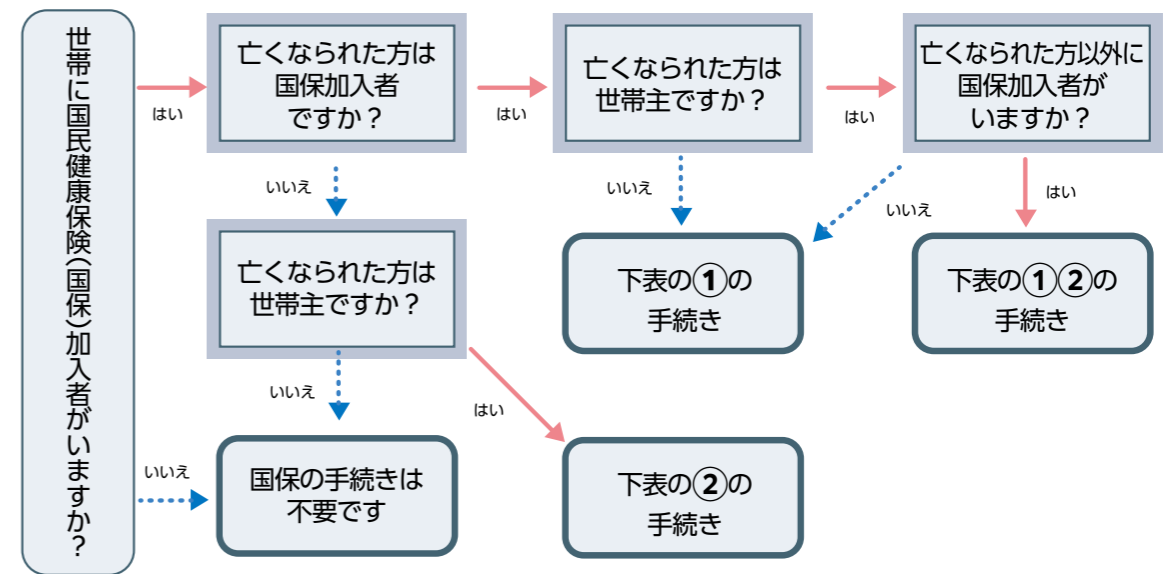 世帯に国民健康保険(国保)加入者がいますか？
はい
亡くなられた方は
国保加入者
ですか？
はい
亡くなられた方は
世帯主ですか？
はい
亡くなられた方以外に
国保加入者が
いますか？
いいえ
いいえ
いいえ
はい
亡くなられた方は
世帯主ですか？
下表の①の
手続き
下表の①②の
手続き
いいえ
はい
いいえ
国保の手続きは
不要です
下表の②の
手続き